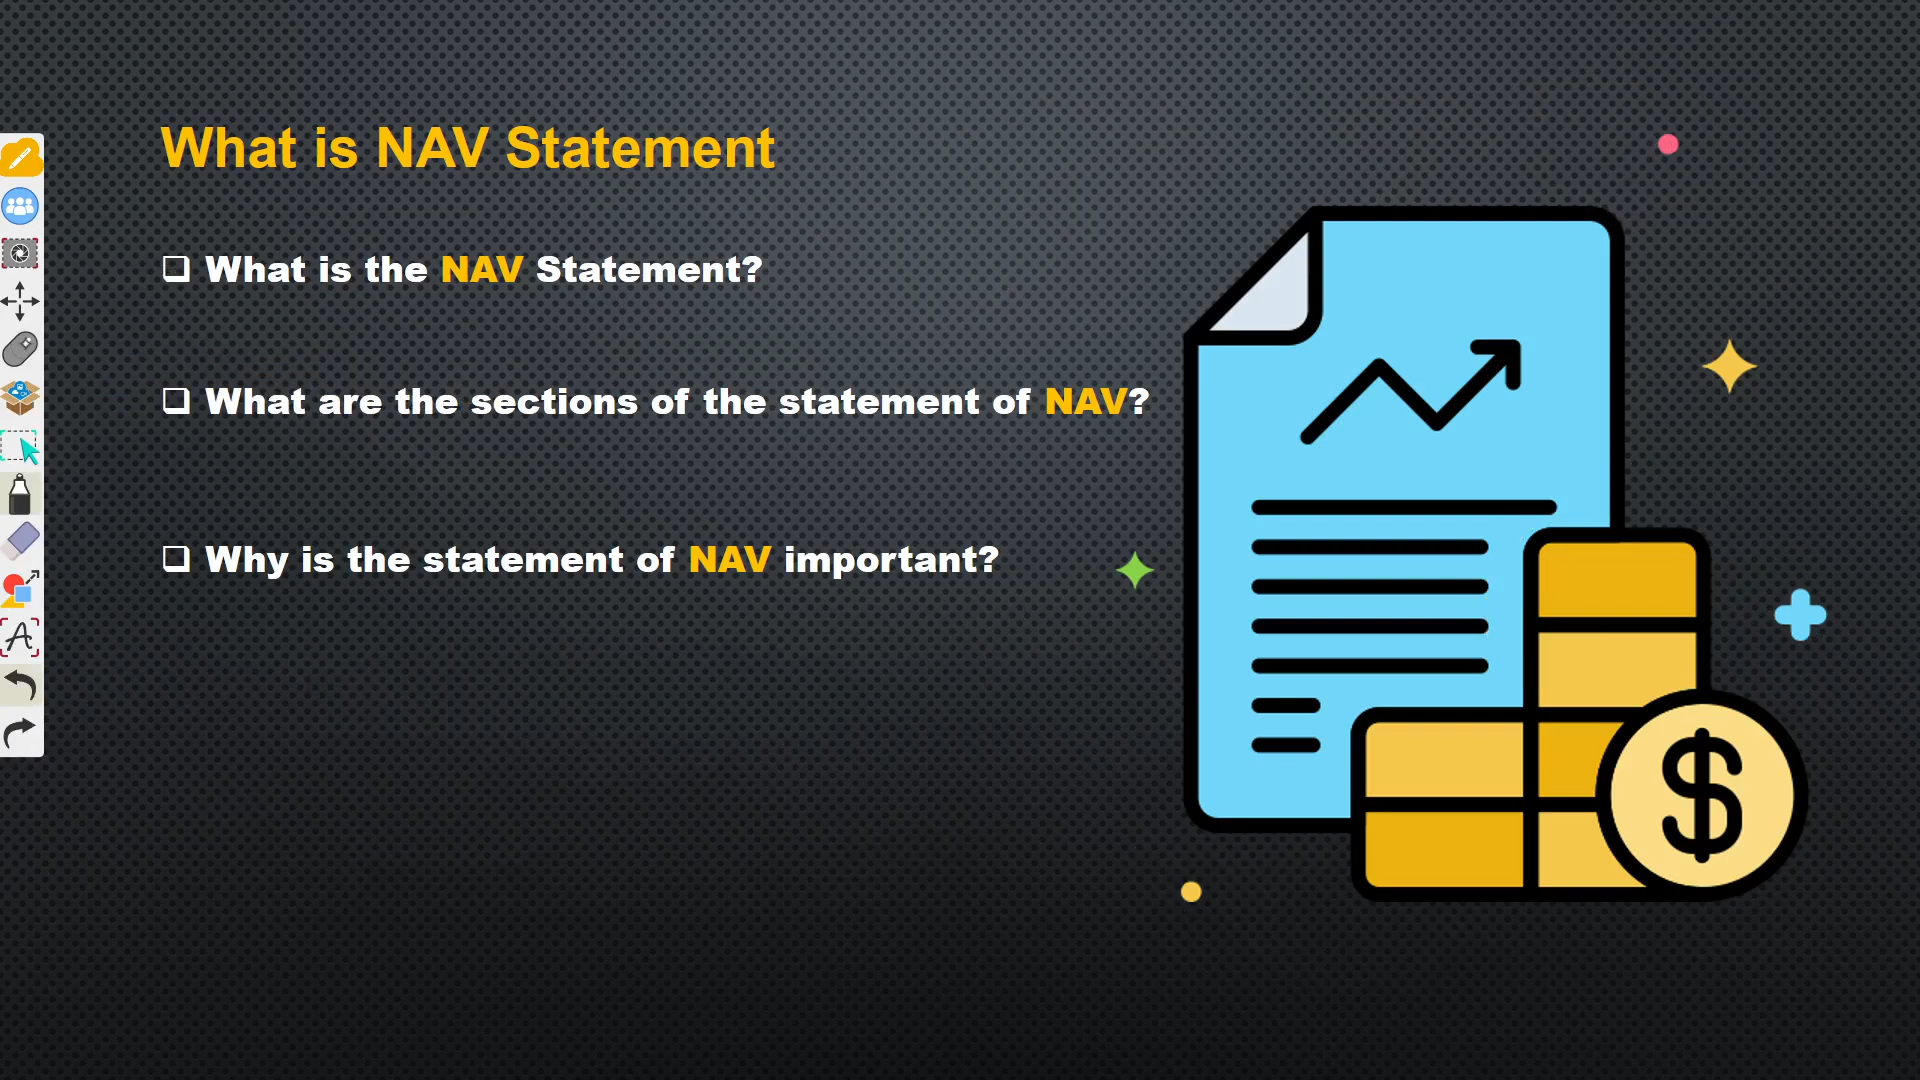 What is NAV Statement
❑ What is the NAV Statement?
❑ What are the sections of the statement of NAV?
❑ Why is the statement of NAV important?
$